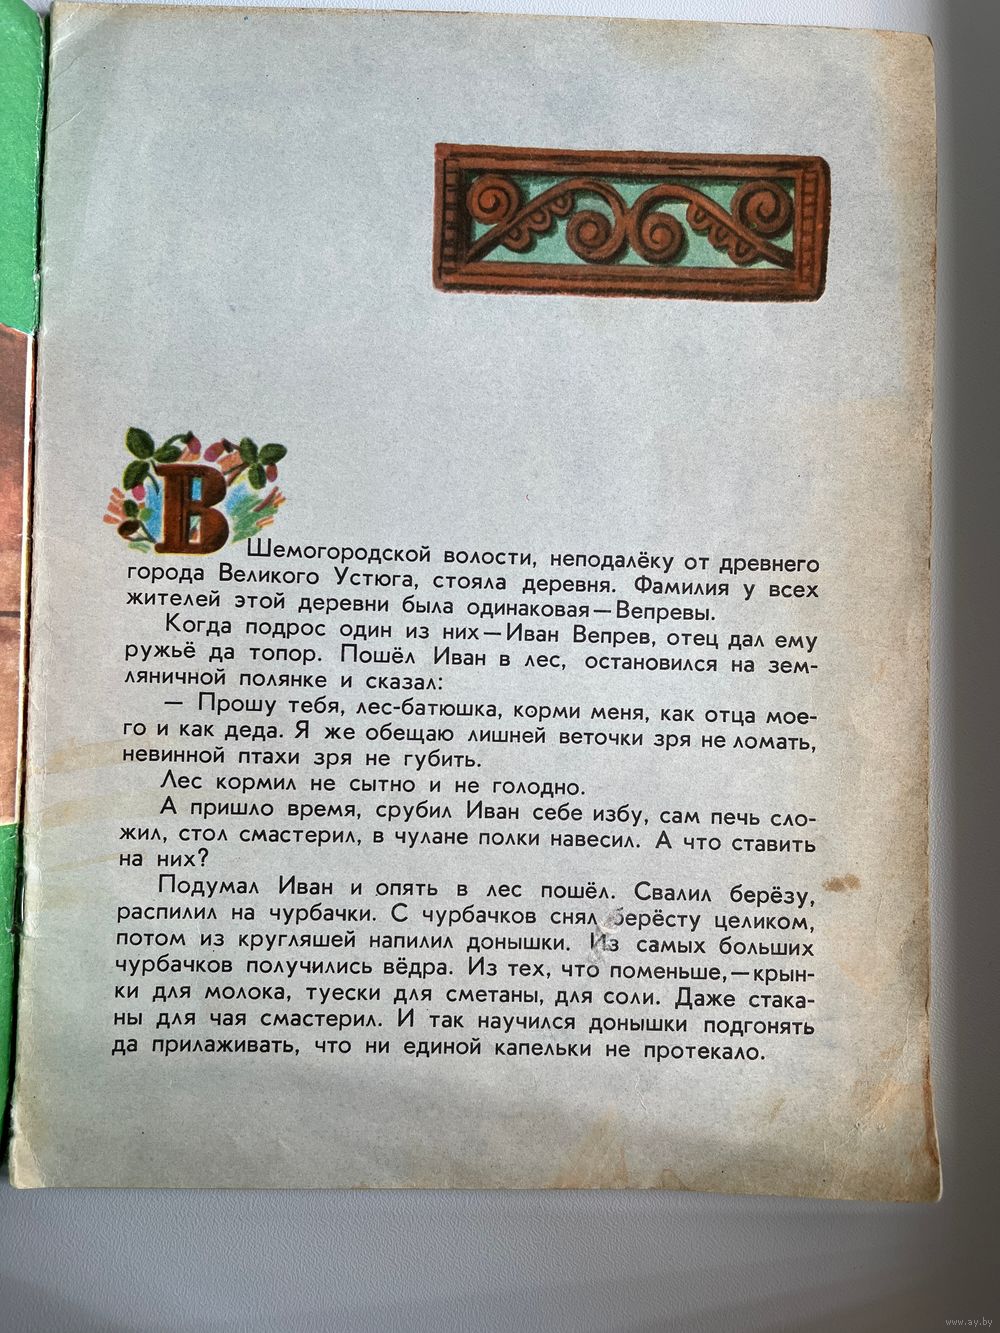 В Шемогородской волости, неподалёку от древнего
города Великого Устюга, стояла деревня. Фамилия у всех
жителей этой деревни была одинаковая—Вепревы.
Когда подрос один из них—Иван Вепрев, отец дал ему
ружьё да топор. Пошёл Иван в лес, остановился на зем-
ляничной полянке и сказал:
— Прошу тебя, лес-батюшка, корми меня, как отца мое-
го и как деда. Я же обещаю лишней веточки зря не ломать,
невинной птахи зря не губить.
Лес кормил не сытно и не голодно.
А пришло время, срубил Иван себе избу, сам печь сло-
жил, стол смастерил, в чулане полки навесил. А что ставить
на них?
Подумал Иван и опять в лес пошёл. Свалил берёзу,
распилил на чурбачки. С чурбачков снял берёсту целиком,
потом из кругляшей напилил донышки. Из самых больших
чурбачков получились вёдра. Из тех, что поменьше,—крын-
ки для молока, туески для сметаны, для соли. Даже стака-
ны для чая смастерил. И так научился донышки подгонять
да прилаживать, что ни единой капельки не протекало.
www.ay.by